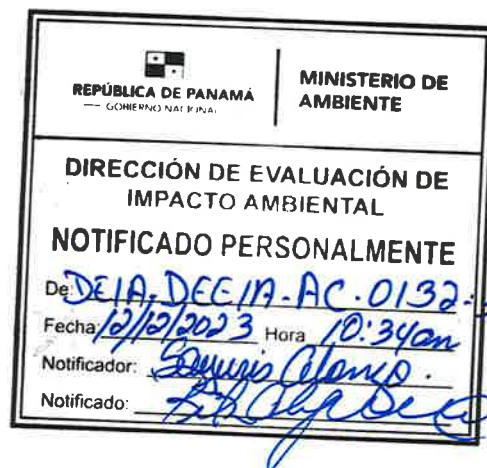 REPÚBLICA DE PANAMÁ
— GOBIERNO NACIONAL —
MINISTERIO DE
AMBIENTE
DIRECCIÓN DE EVALUACIÓN DE
IMPACTO AMBIENTAL
NOTIFICADO PERSONALMENTE
De: DEIA-DEEIA-AC-0132-
Fecha: 12/12/2023 Hora 10:34am
Notificador:
Notificado: